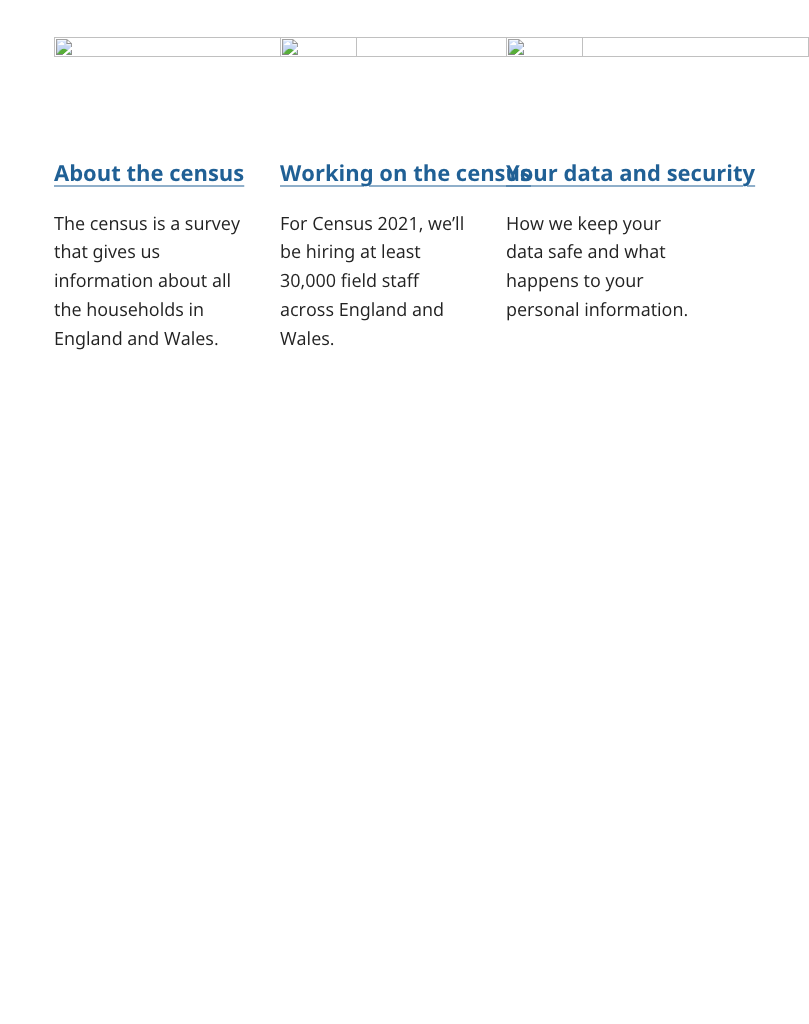 About the census
The census is a survey
that gives us
information about all
the households in
England and Wales.
Working on the census
For Census 2021, we’ll
be hiring at least
30,000 field staff
across England and
Wales.
Your data and security
How we keep your
data safe and what
happens to your
personal information.